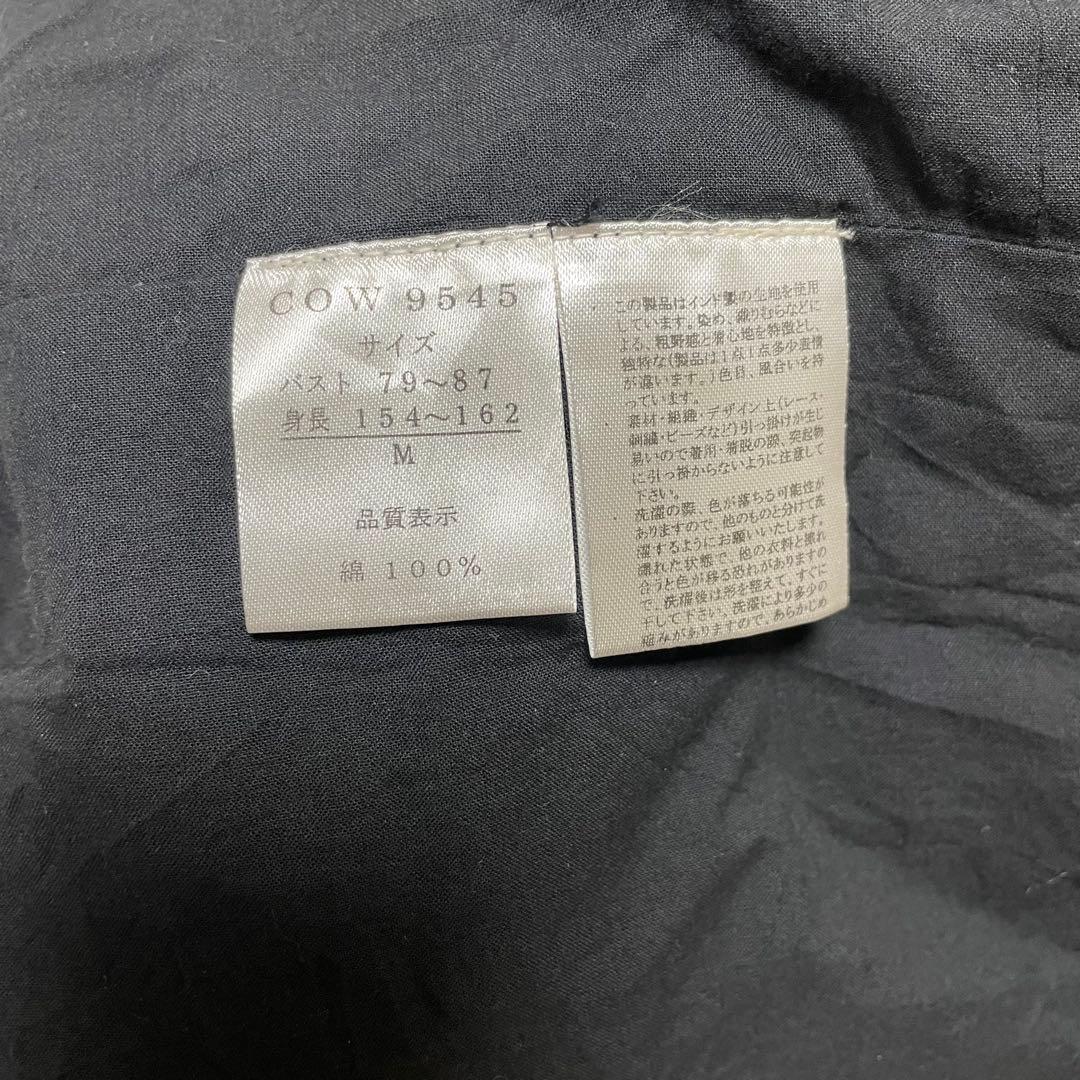 COW 9545
サイズ
バスト 79〜87
身長 154〜162
M
品質表示
綿 100%
・この製品はインド製の生地を使用
しています。染め、織りむらなどに
よる、粗野感と着心地を特徴とし、
独特な(製品は1点1点多少表情
が違います。)色目、風合いを持
っています。
・素材・組織・デザイン上(レース・
刺繍・ビーズなど)引っ掛けが生じ
易いので着用・着脱の際、突起物
に引っ掛からないように注意して
下さい。
・洗濯の際、色が落ちる可能性が
ありますので、他のものと分けて洗
濯するようにお願いいたします。
濡れた状態で、他の衣料と擦れ
合うと色が移る恐れがありますの
で、洗濯後は形を整えて、すぐに
干して下さい。洗濯により多少の
縮みがありますので、あらかじめ